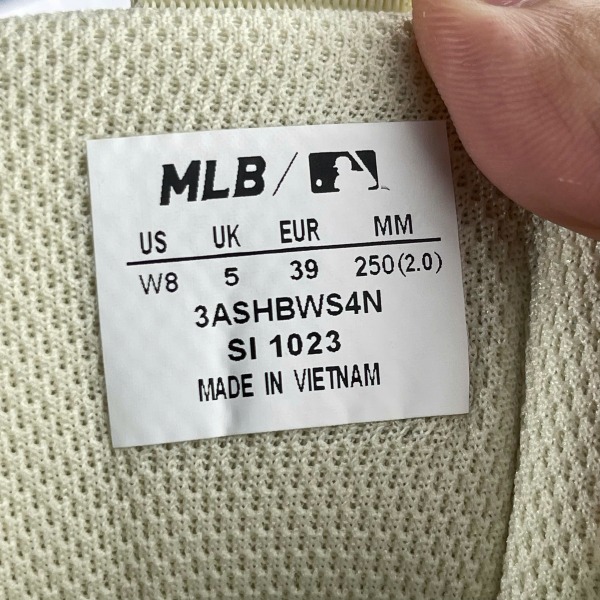 MLB /
US UK EUR MM
W8 5 39 250(2.0)
3ASHBWS4N
SI 1023
MADE IN VIETNAM